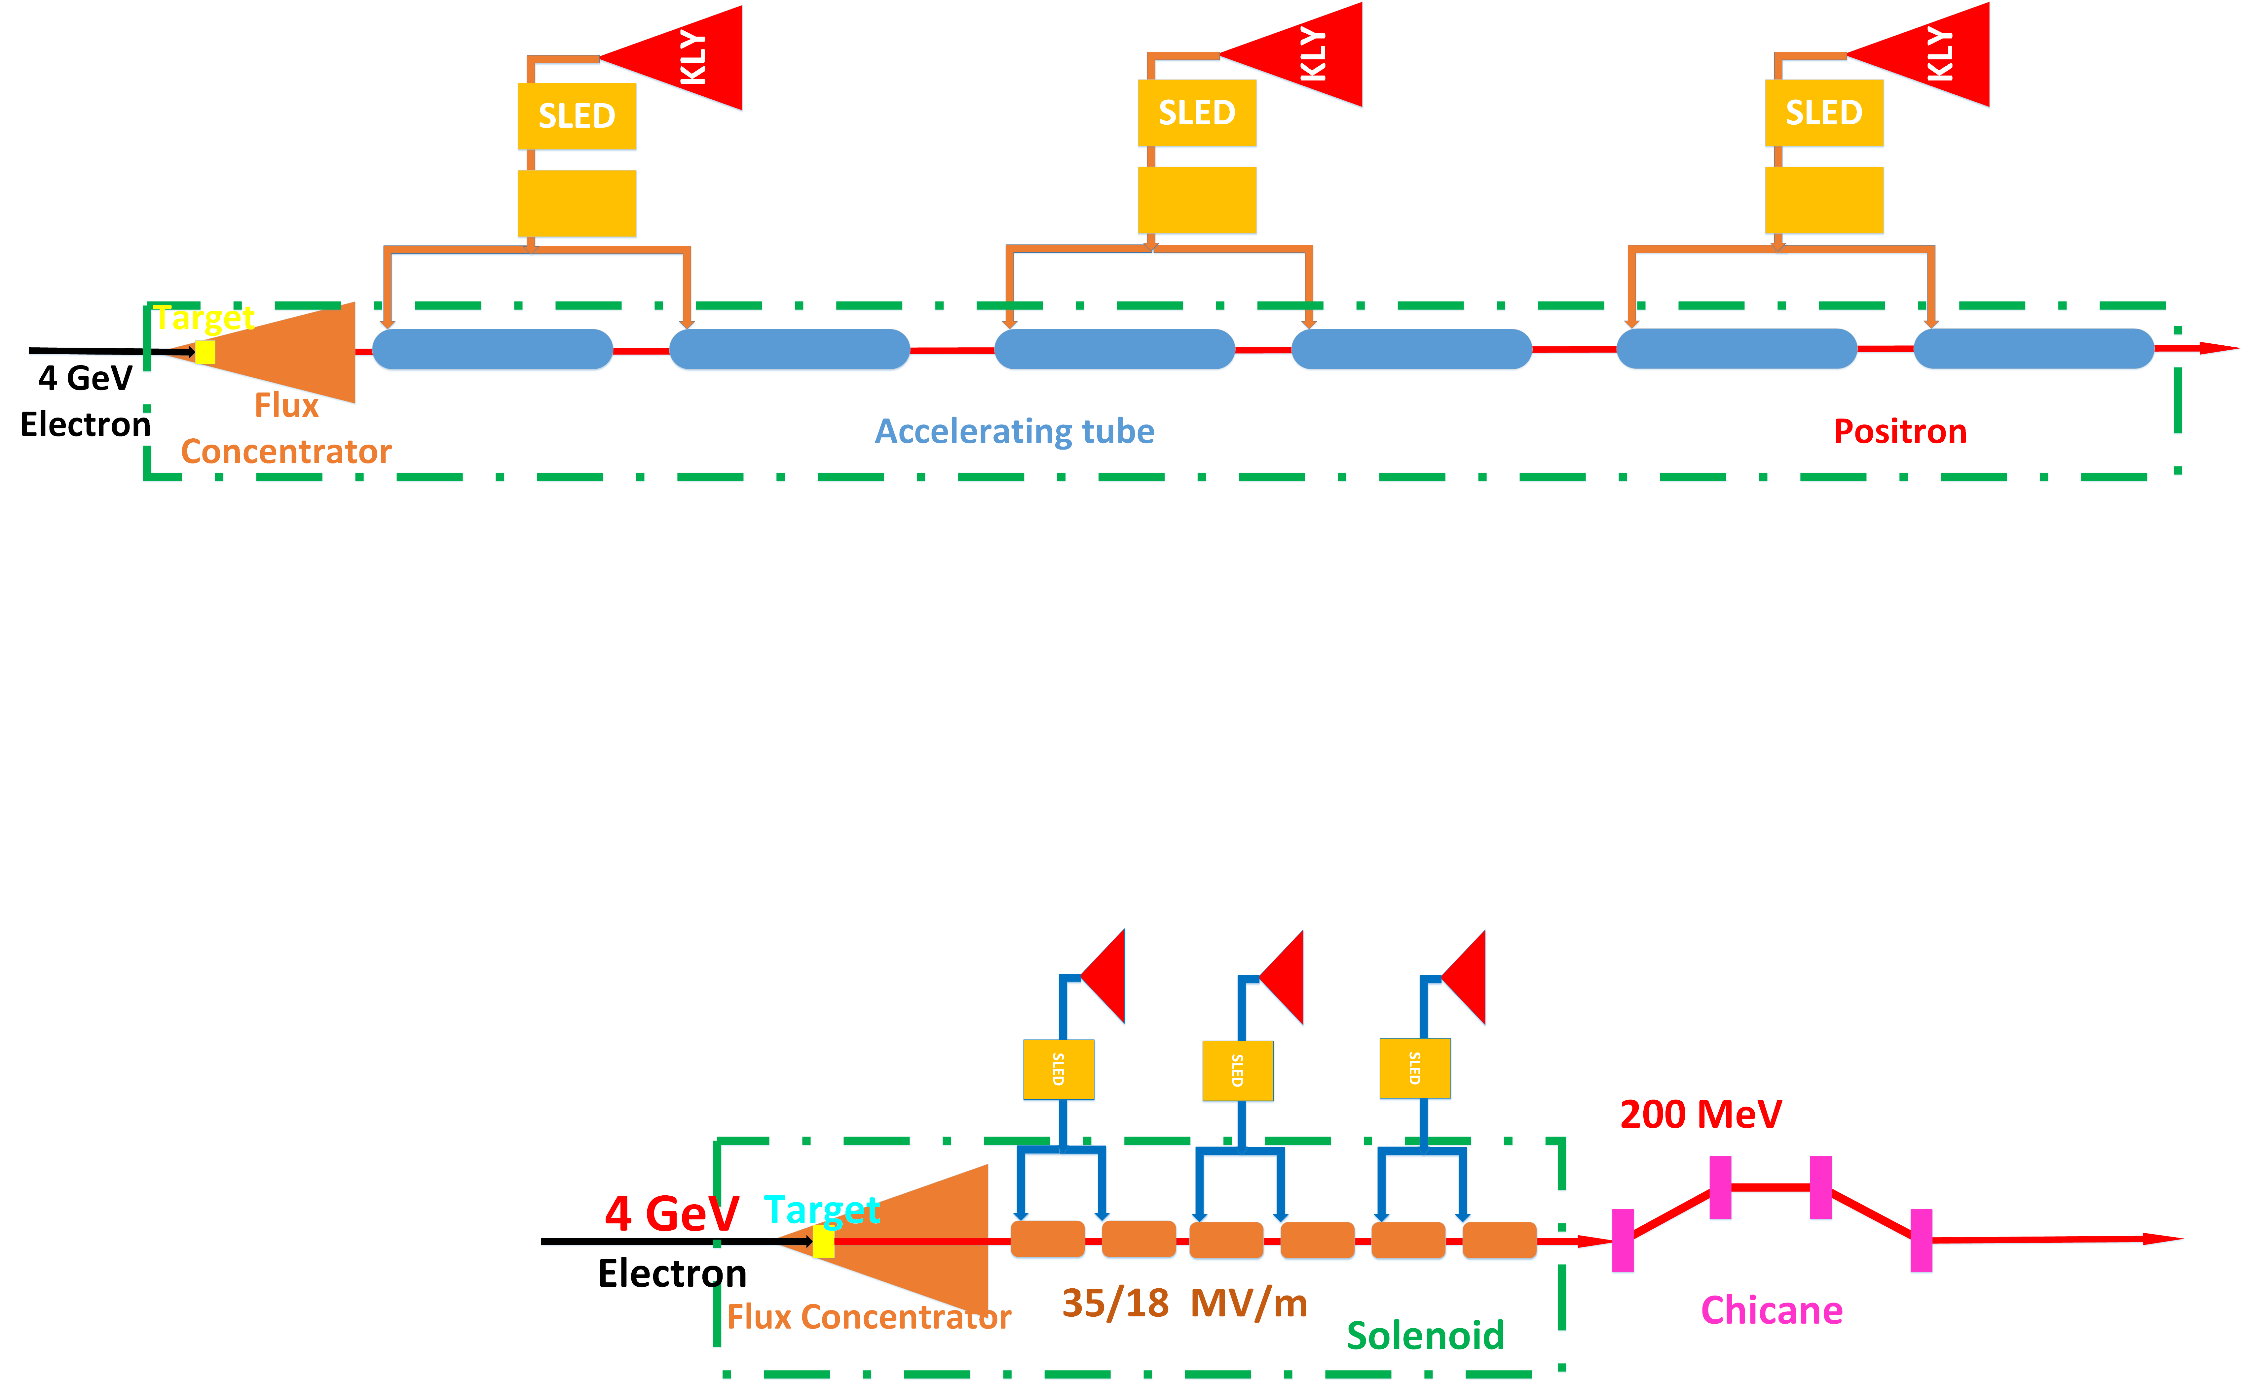 KLY
KLY
KLY
SLED
SLED
SLED
Target
4 GeV
Electron
Flux
Concentrator
Accelerating tube
Positron
SLED
SLED
SLED
200 MeV
4 GeV
Target
Electron
Flux Concentrator
35/18 MV/m
Solenoid
Chicane